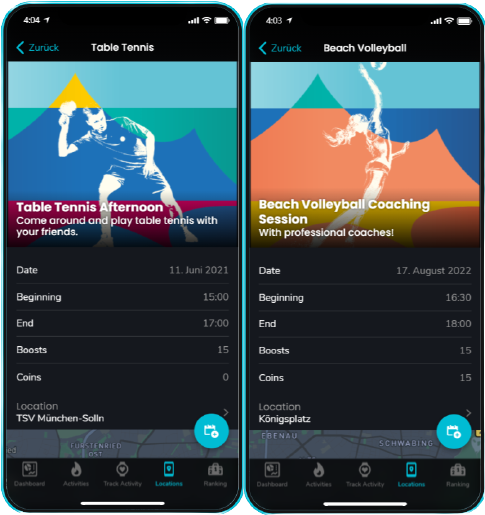 4:04
Zurück
Table Tennis
Table Tennis Afternoon
Come around and play table tennis with
your friends.
Date 11. Juni 2021
Beginning 15:00
End 17:00
Boosts 15
Coins 0
Location
TSV München-Solln
FÜRSTENRIED
OST
Dashboard Activities Track Activity Locations Ranking
4:03
Zurück
Beach Volleyball
Beach Volleyball Coaching
Session
With professional coaches!
Date 17. August 2022
Beginning 16:30
End 18:00
Boosts 15
Coins 15
Location
Königsplatz
EBENAU
SCHWABING
Dashboard Activities Track Activity Locations Ranking